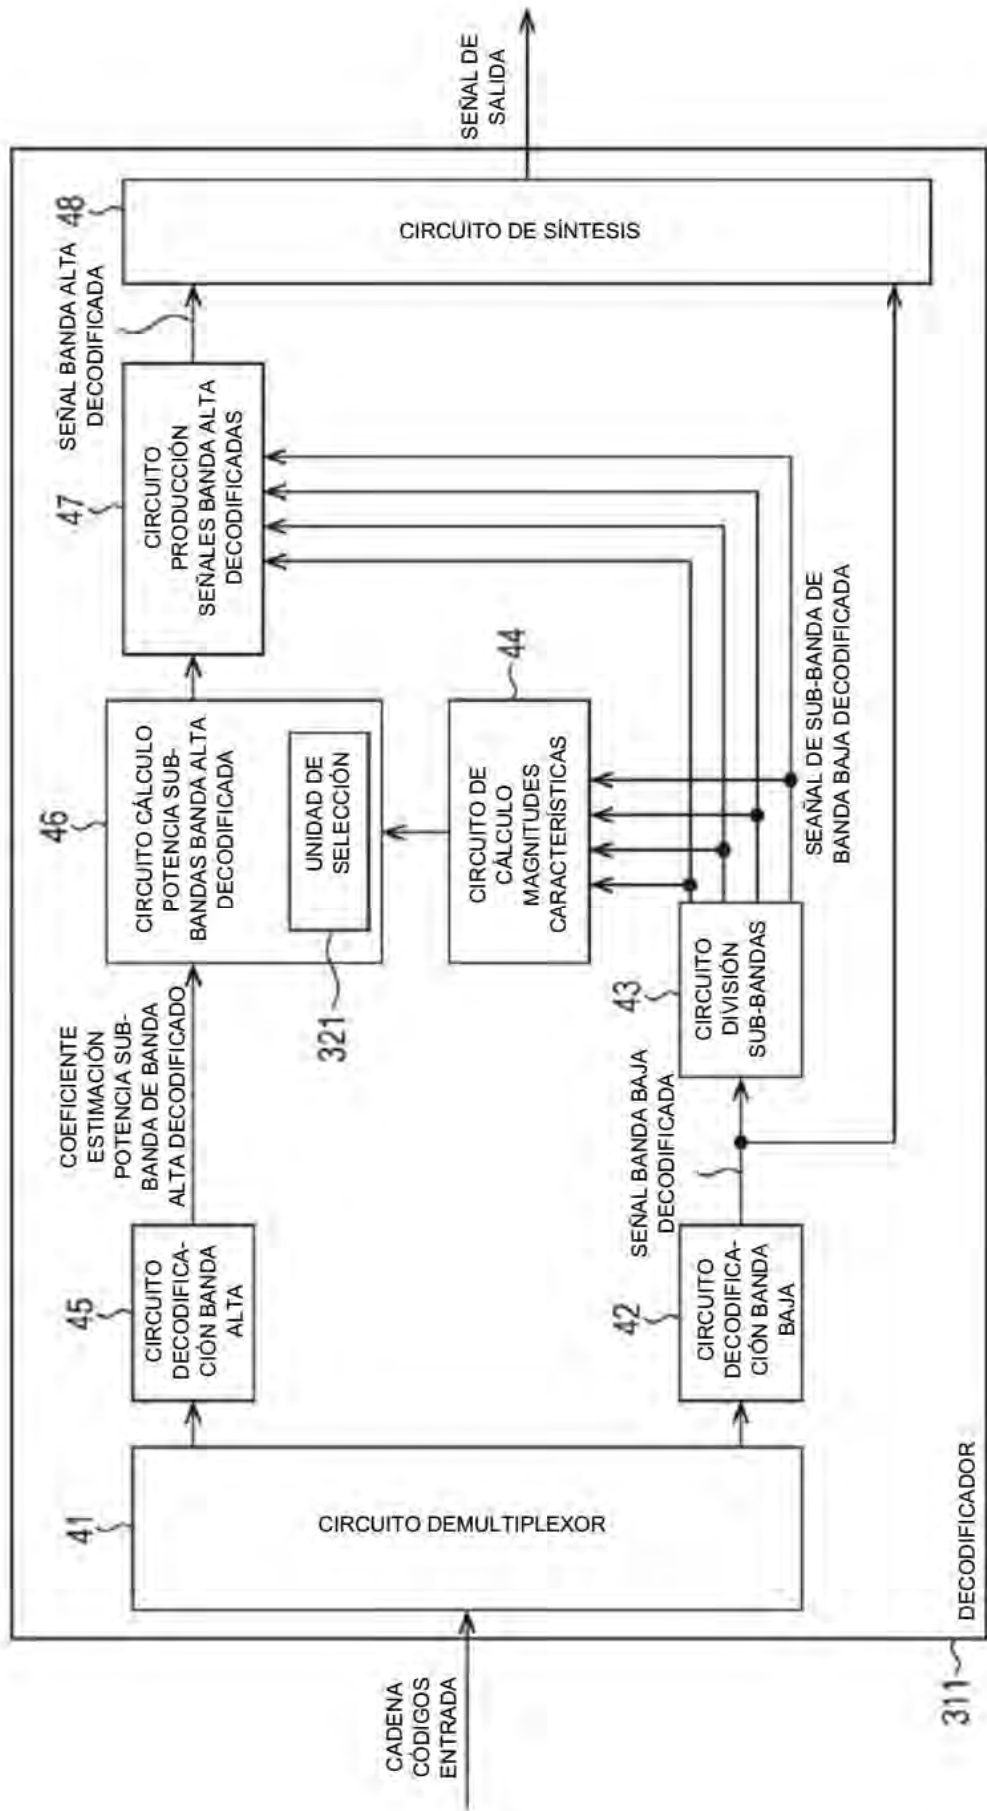 CADENA
CÓDIGOS
ENTRADA
311
DECODIFICADOR
41
CIRCUITO DEMULTIPLEXOR
45
CIRCUITO
DECODIFICA-
CIÓN BANDA
ALTA
COEFICIENTE
ESTIMACIÓN
POTENCIA SUB-
BANDA DE BANDA
ALTA DECODIFICADO
46
CIRCUITO CÁLCULO
POTENCIA SUB-
BANDAS BANDA ALTA
DECODIFICADA
UNIDAD DE
SELECCIÓN
321
47
CIRCUITO
PRODUCCIÓN
SEÑALES BANDA ALTA
DECODIFICADAS
SEÑAL BANDA ALTA
DECODIFICADA
48
CIRCUITO DE SÍNTESIS
SEÑAL DE
SALIDA
42
CIRCUITO
DECODIFICA-
CIÓN BANDA
BAJA
SEÑAL BANDA BAJA
DECODIFICADA
43
CIRCUITO
DIVISIÓN
SUB-BANDAS
44
CIRCUITO DE
CÁLCULO
MAGNITUDES
CARACTERÍSTICAS
SEAÑAL DE SUB-BANDA DE
BANDA BAJA DECODIFICADA